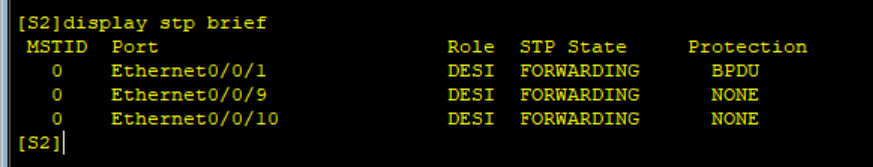 [S2]display stp brief
MSTID Port Role STP State Protection
0 Ethernet0/0/1 DESI FORWARDING BPDU
0 Ethernet0/0/9 DESI FORWARDING NONE
0 Ethernet0/0/10 DESI FORWARDING NONE
[S2]